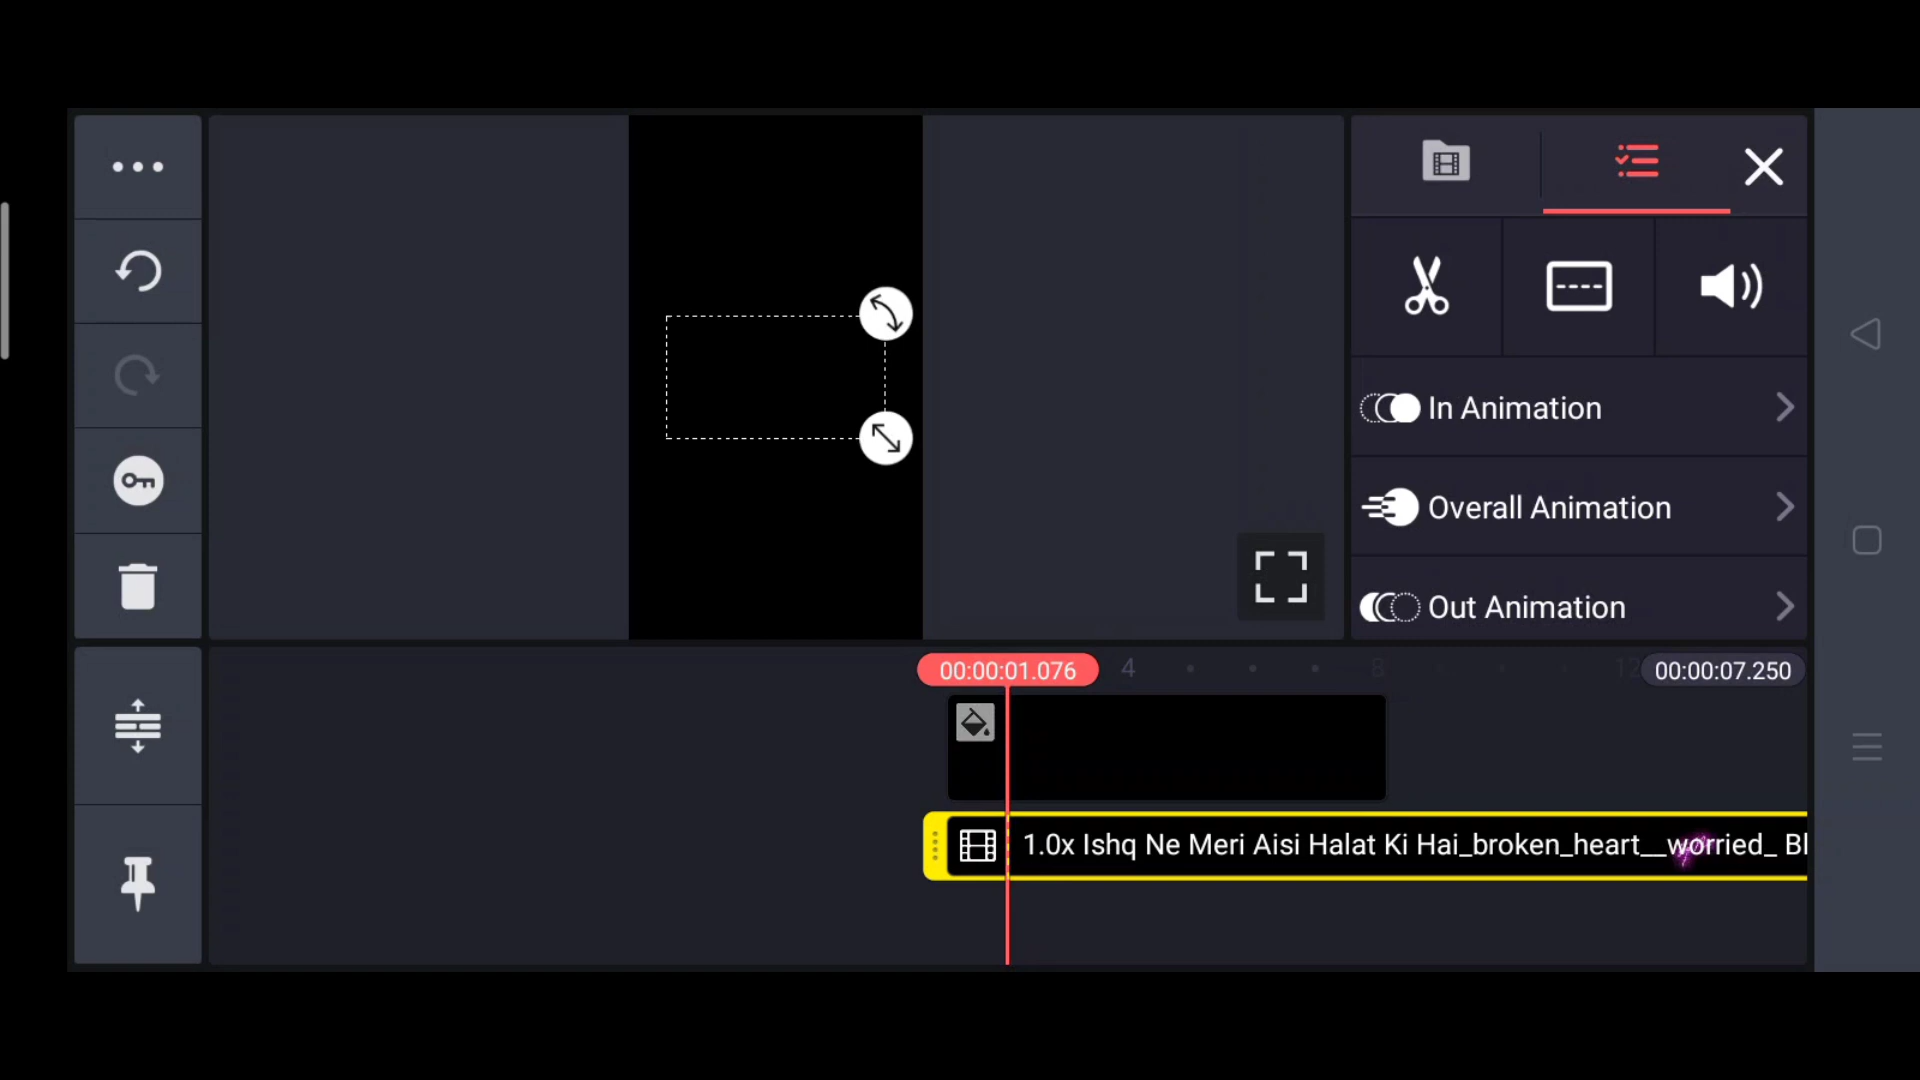 In Animation
Overall Animation
Out Animation
00:00:01.076
4
8
12
00:00:07.250
1.0x Ishq Ne Meri Aisi Halat Ki Hai_broken_heart__worried_ Bl